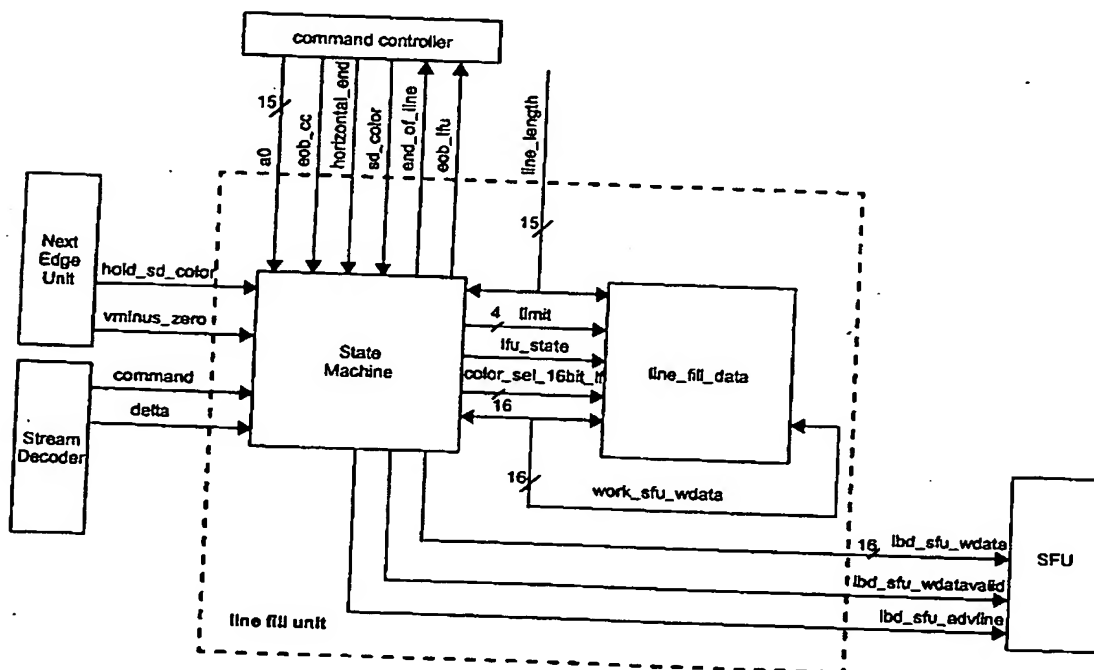 command controller
15
a0
eob_cc
horizontal_end
sd_color
end_of_line
eob_lfu
line_length
15
Next
Edge
Unit
hold_sd_color
vminus_zero
command
delta
Stream
Decoder
State
Machine
4 limit
lfu_state
color_sel_16bit_lf
16
line_fill_data
16
work_sfu_wdata
16 lbd_sfu_wdata
lbd_sfu_wdatavalid
lbd_sfu_advline
SFU
line fill unit